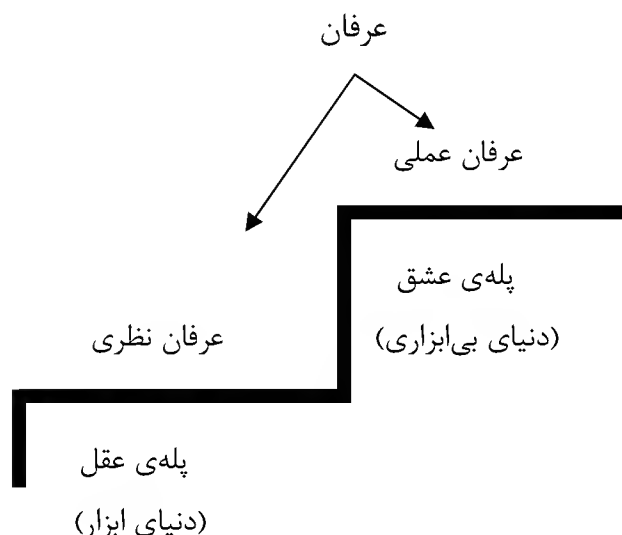 عرفان
عرفان عملی
پله‌ی عشق
(دنیای بی‌ابزاری)
عرفان نظری
پله‌ی عقل
(دنیای ابزار)